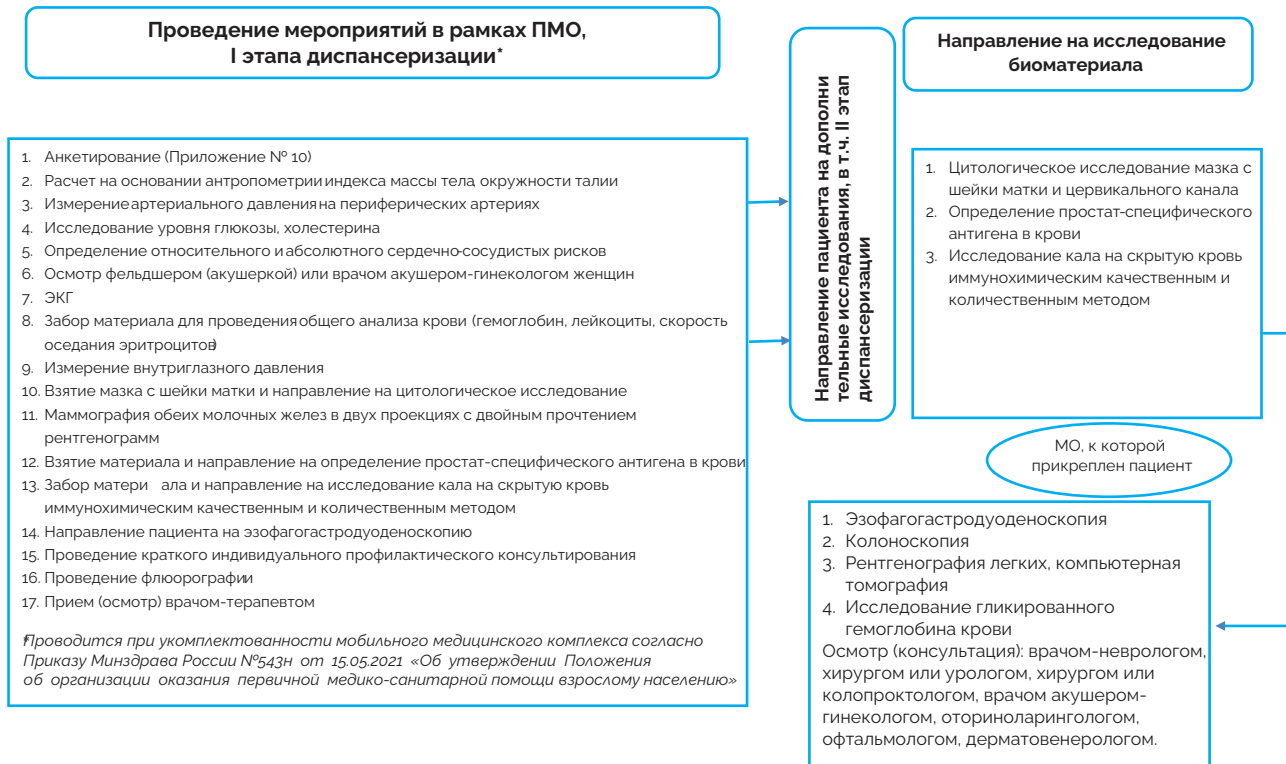 Проведение мероприятий в рамках ПМО,
I этапа диспансеризации*
1. Анкетирование (Приложение № 10)
2. Расчет на основании антропометрии индекса массы тела, окружности талии
3. Измерение артериального давления на периферических артериях
4. Исследование уровня глюкозы, холестерина
5. Определение относительного и абсолютного сердечно-сосудистых рисков
6. Осмотр фельдшером (акушеркой) или врачом акушером-гинекологом женщин
7. ЭКГ
8. Забор материала для проведения общего анализа крови (гемоглобин, лейкоциты, скорость
оседания эритроцитов)
9. Измерение внутриглазного давления
10. Взятие мазка с шейки матки и направление на цитологическое исследование
11. Маммография обеих молочных желез в двух проекциях с двойным прочтением
рентгенограмм
12. Взятие материала и направление на определение простат-специфического антигена в крови
13. Забор матери ала и направление на исследование кала на скрытую кровь
иммунохимическим качественным и количественным методом
14. Направление пациента на эзофагогастродуоденоскопию
15. Проведение краткого индивидуального профилактического консультирования
16. Проведение флюорографии
17. Прием (осмотр) врачом-терапевтом
*Проводится при укомплектованности мобильного медицинского комплекса согласно
Приказу Минздрава России №543н от 15.05.2021 «Об утверждении Положения
об организации оказания первичной медико-санитарной помощи взрослому населению»
Направление пациента на дополни
тельные исследования, в т.ч. II этап
диспансеризации
Направление на исследование
биоматериала
1. Цитологическое исследование мазка с
шейки матки и цервикального канала
2. Определение простат-специфического
антигена в крови
3. Исследование кала на скрытую кровь
иммунохимическим качественным и
количественным методом
МО, к которой
прикреплен пациент
1. Эзофагогастродуоденоскопия
2. Колоноскопия
3. Рентгенография легких, компьютерная
томография
4. Исследование гликированного
гемоглобина крови
Осмотр (консультация): врачом-неврологом,
хирургом или урологом, хирургом или
колопроктологом, врачом акушером-
гинекологом, оториноларингологом,
офтальмологом, дерматовенерологом.